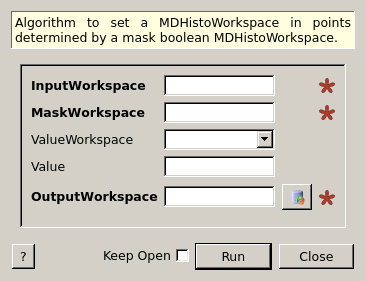 Algorithm to set a MDHistoWorkspace in points
determined by a mask boolean MDHistoWorkspace.
InputWorkspace
MaskWorkspace
ValueWorkspace
Value
OutputWorkspace
? Keep Open Run Close